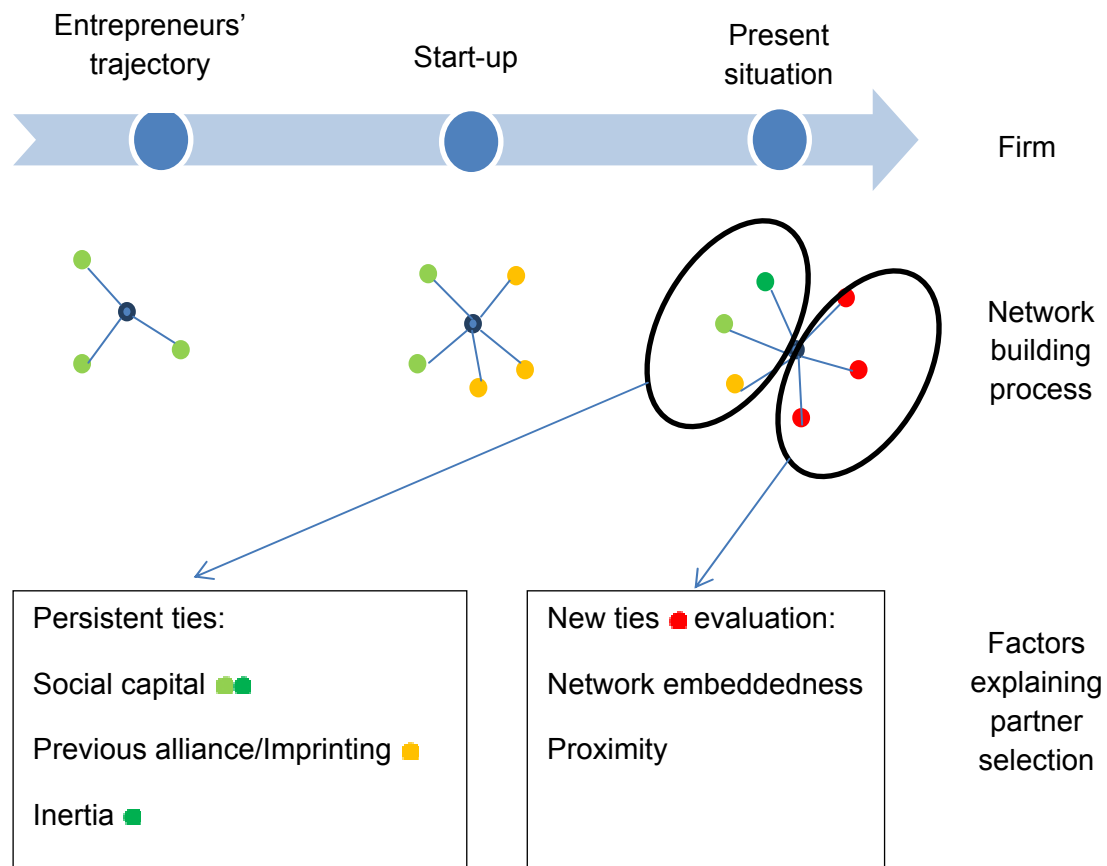 Entrepreneurs’
trajectory
Start-up
Present
situation
Firm
Network
building
process
Persistent ties:
Social capital
Previous alliance/Imprinting
Inertia
New ties evaluation:
Network embeddedness
Proximity
Factors
explaining
partner
selection